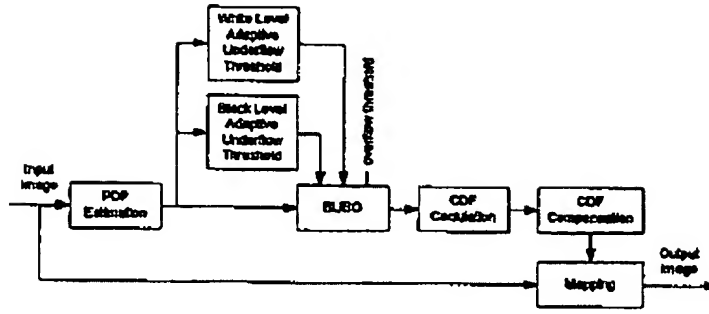 White Level
Adaptive
Underflow
Threshold
Black Level
Adaptive
Underflow
Threshold
overflow threshold
Input
Image
PDF
Estimation
BUBO
CDF
Calculation
CDF
Compensation
Mapping
Output
Image